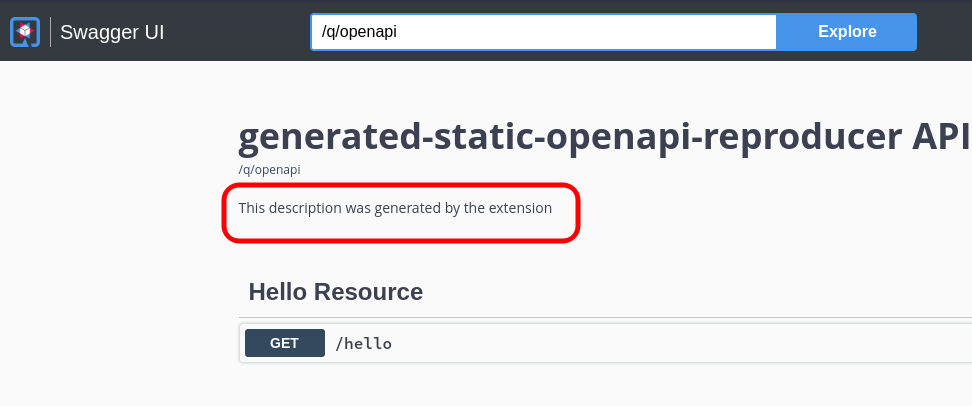 Swagger UI
/q/openapi
Explore
generated-static-openapi-reproducer API
/q/openapi
This description was generated by the extension
Hello Resource
GET /hello